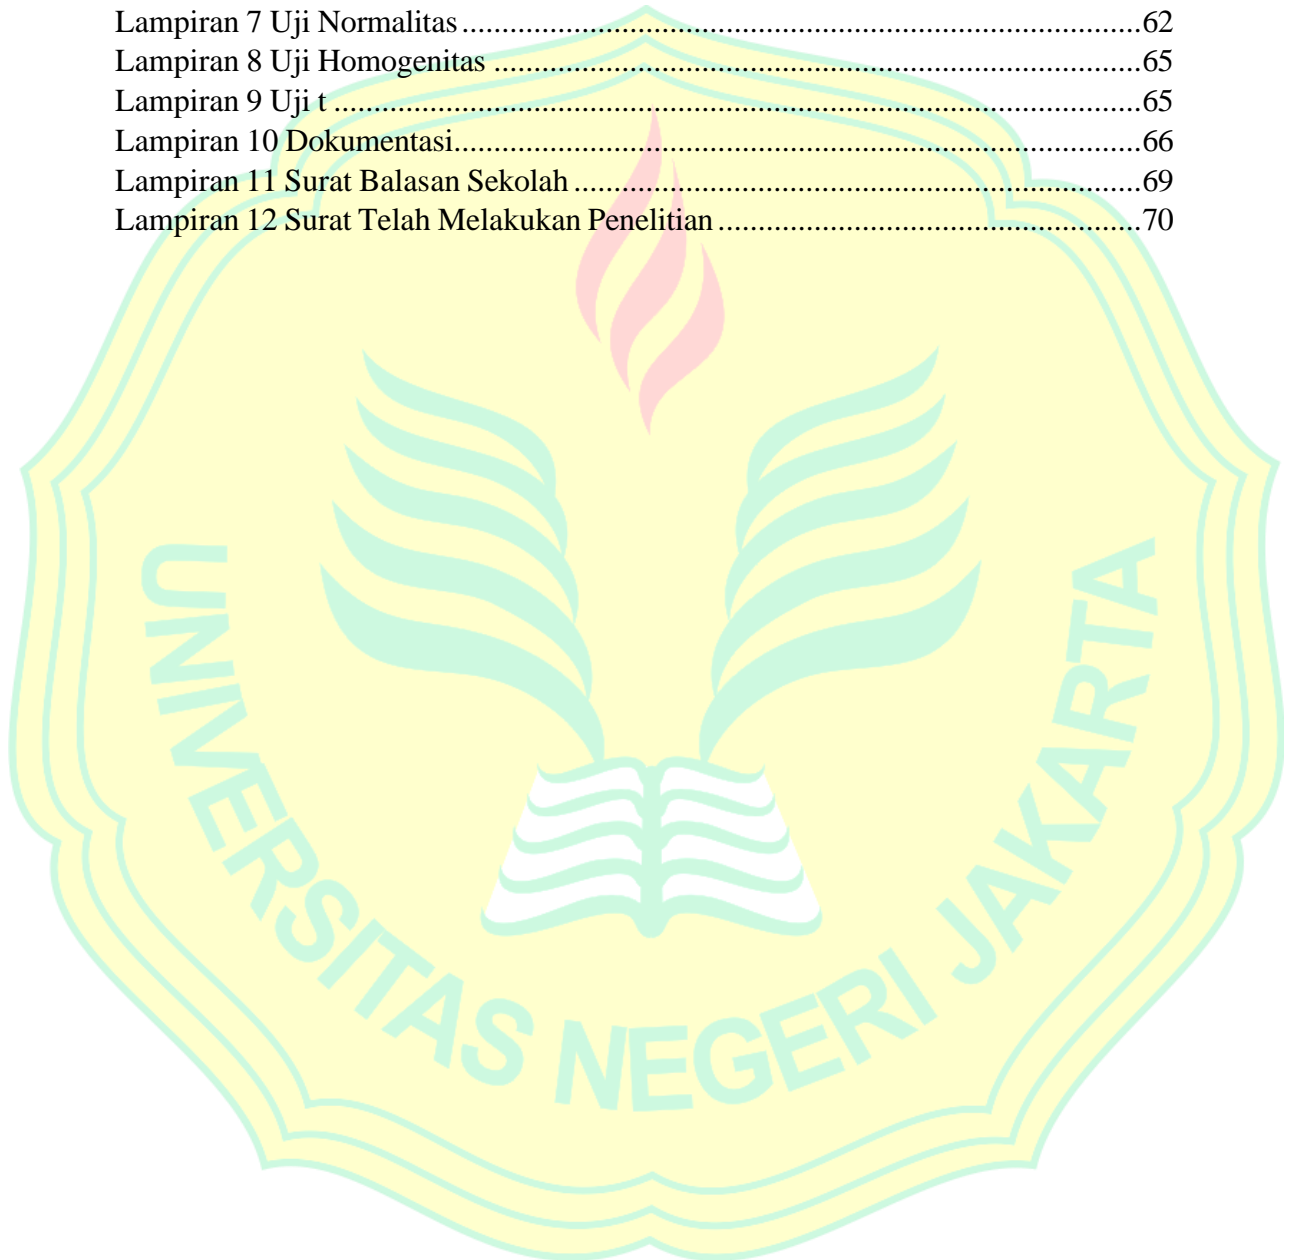 Lampiran 7 Uji Normalitas.....................................................................................62
Lampiran 8 Uji Homogenitas .................................................................................65
Lampiran 9 Uji t .....................................................................................................65
Lampiran 10 Dokumentasi......................................................................................66
Lampiran 11 Surat Balasan Sekolah .......................................................................69
Lampiran 12 Surat Telah Melakukan Penelitian .....................................................70
UNIVERSITAS NEGERI JAKARTA